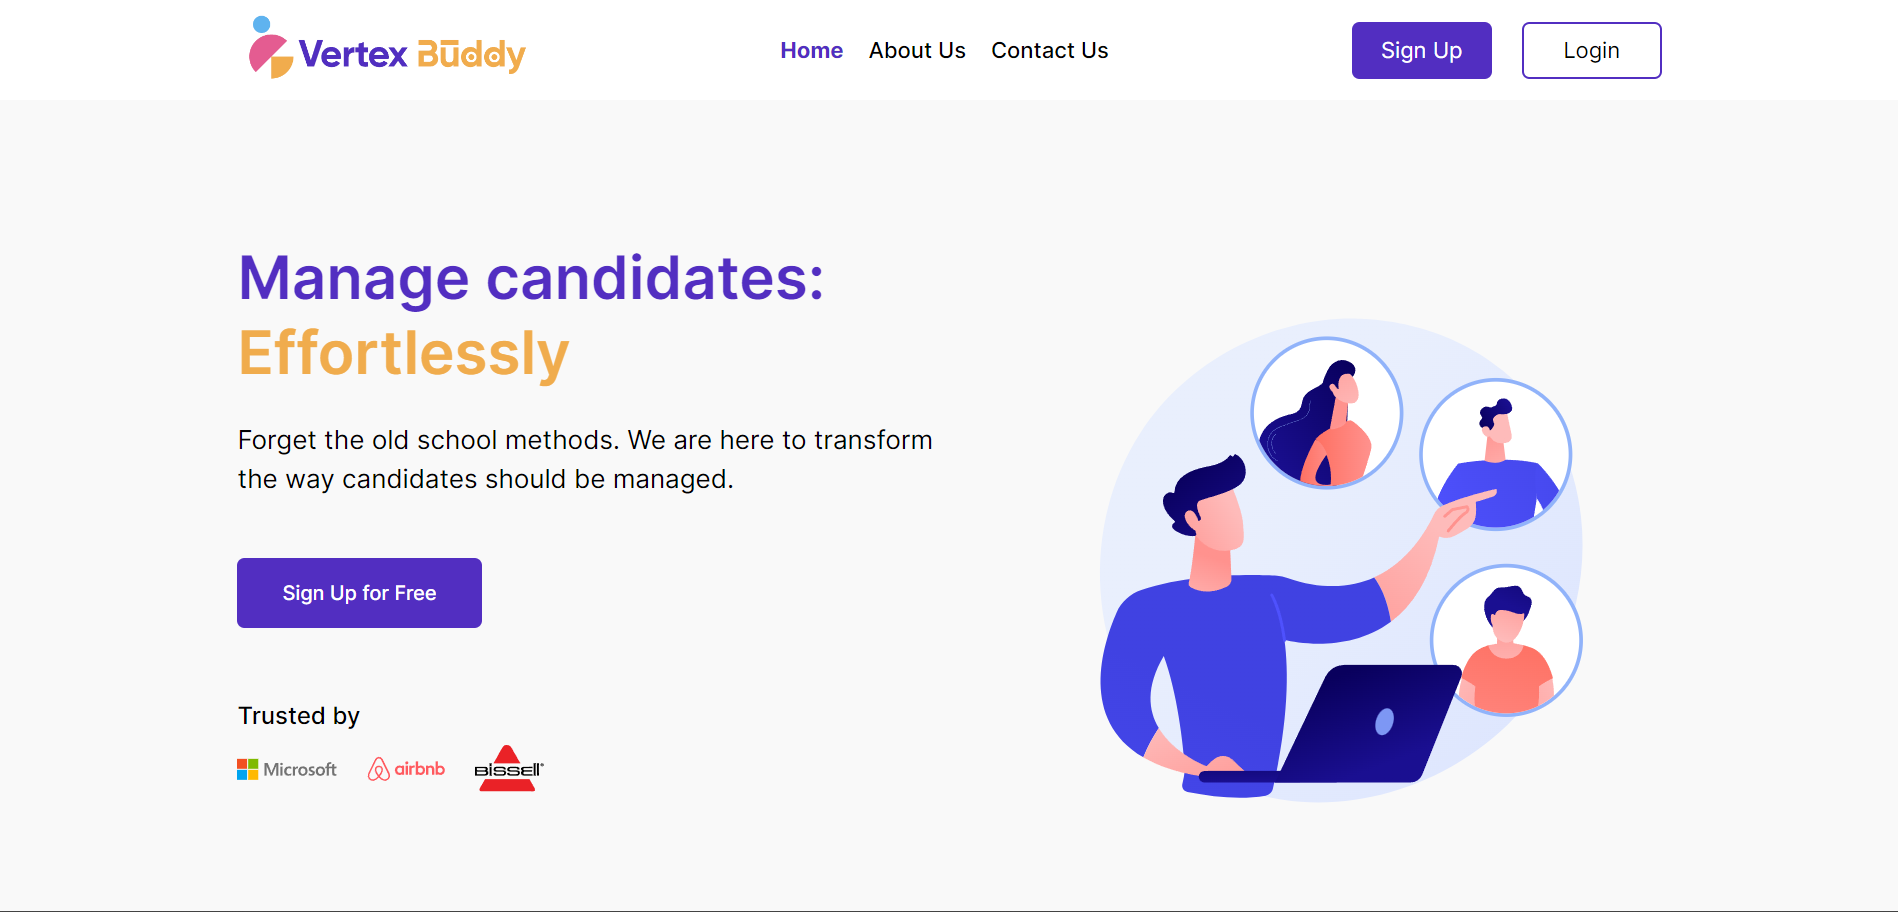 Vertex Būddy
Home
About Us
Contact Us
Sign Up
Login
Manage candidates:
Effortlessly
Forget the old school methods. We are here to transform
the way candidates should be managed.
Sign Up for Free
Trusted by
Microsoft
airbnb
BISSELL